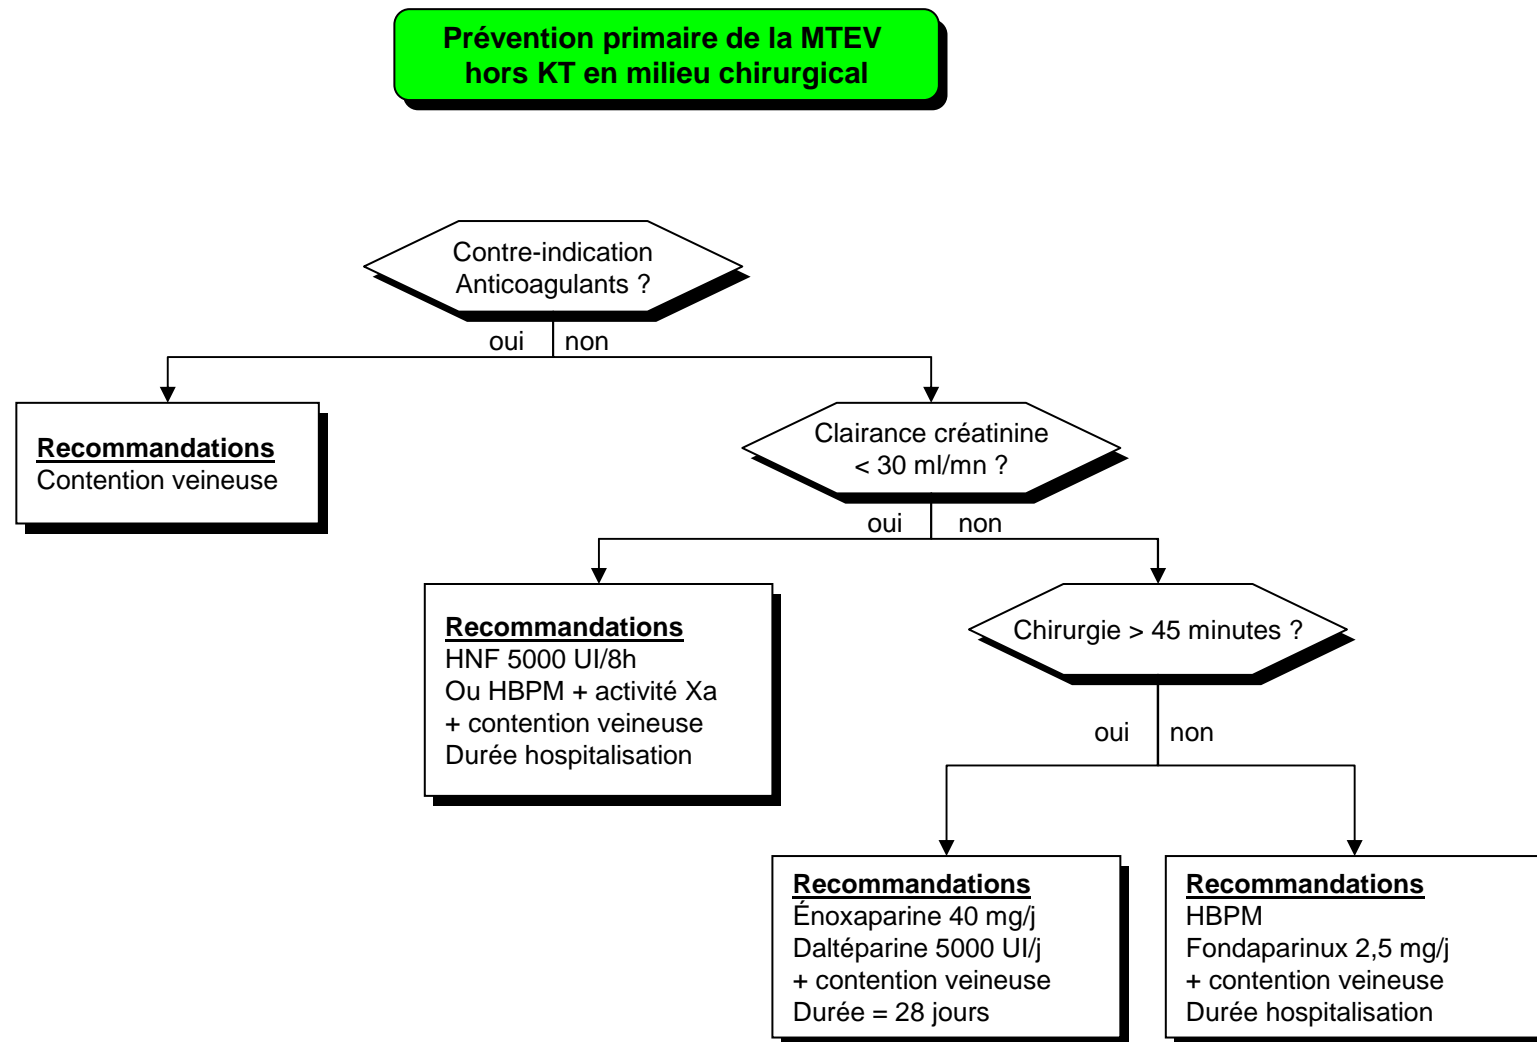 Prévention primaire de la MTEV
hors KT en milieu chirurgical
Contre-indication
Anticoagulants ?
oui
non
Recommandations
Contention veineuse
Clairance créatinine
< 30 ml/mn ?
oui
non
Recommandations
HNF 5000 UI/8h
Ou HBPM + activité Xa
+ contention veineuse
Durée hospitalisation
Chirurgie > 45 minutes ?
oui
non
Recommandations
Énoxaparine 40 mg/j
Daltéparine 5000 UI/j
+ contention veineuse
Durée = 28 jours
Recommandations
HBPM
Fondaparinux 2,5 mg/j
+ contention veineuse
Durée hospitalisation